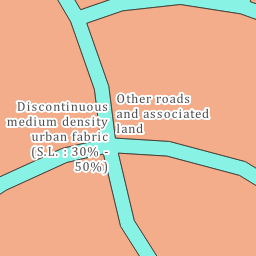 Discontinuous
medium density
urban fabric
(S.L. : 30% -
50%)
Other roads
and associated
land